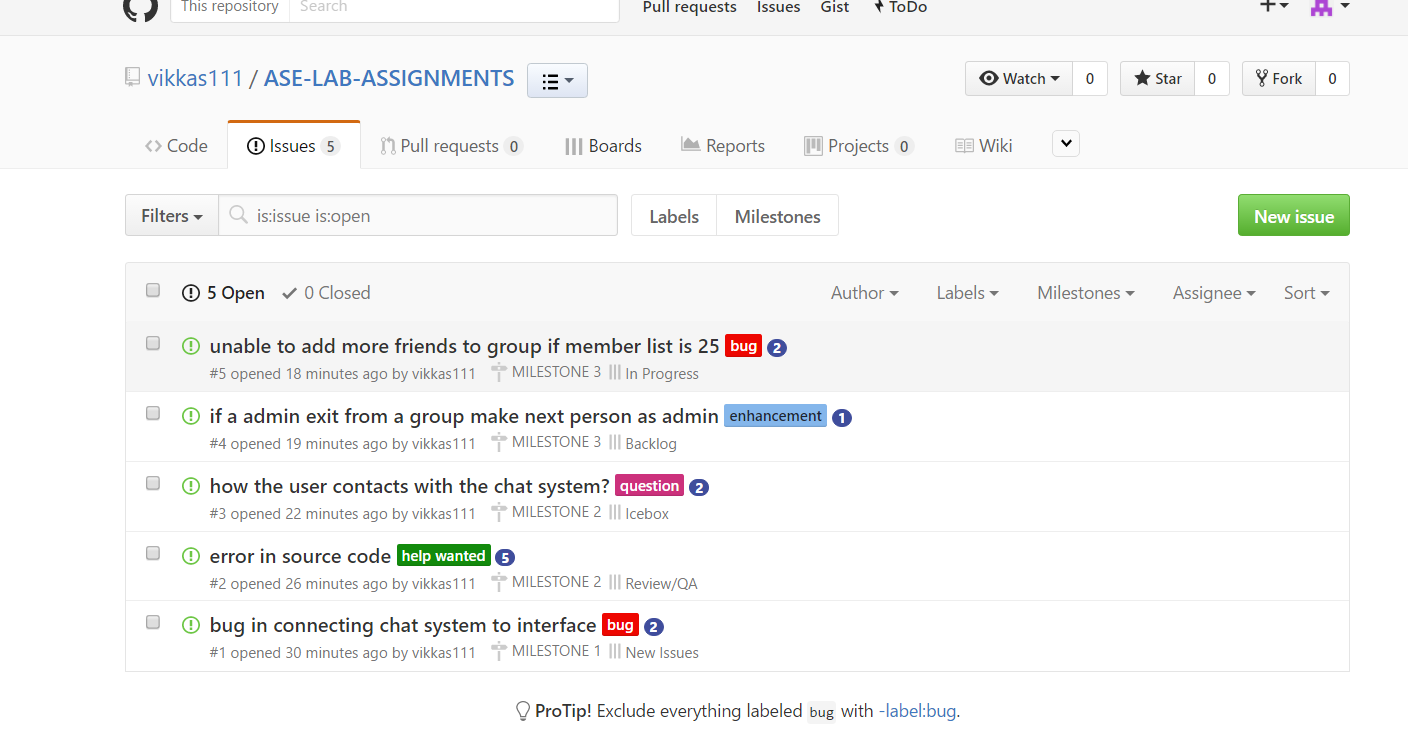 This repository Search Pull requests Issues Gist ToDo
vikkas111 / ASE-LAB-ASSIGNMENTS Watch 0 Star 0 Fork 0
Code Issues 5 Pull requests 0 Boards Reports Projects 0 Wiki
Filters is:issue is:open Labels Milestones New issue
5 Open 0 Closed Author Labels Milestones Assignee Sort
unable to add more friends to group if member list is 25 bug 2
#5 opened 18 minutes ago by vikkas111 MILESTONE 3 In Progress
if a admin exit from a group make next person as admin enhancement 1
#4 opened 19 minutes ago by vikkas111 MILESTONE 3 Backlog
how the user contacts with the chat system? question 2
#3 opened 22 minutes ago by vikkas111 MILESTONE 2 Icebox
error in source code help wanted 5
#2 opened 26 minutes ago by vikkas111 MILESTONE 2 Review/QA
bug in connecting chat system to interface bug 2
#1 opened 30 minutes ago by vikkas111 MILESTONE 1 New Issues
ProTip! Exclude everything labeled bug with -label:bug.